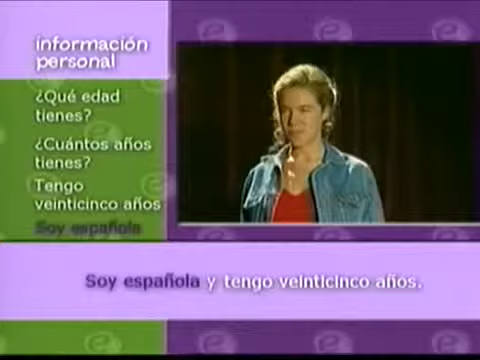 información
personal
¿Qué edad
tienes?
¿Cuántos años
tienes?
Tengo
veinticinco años
Soy española
Soy española y tengo veinticinco años.